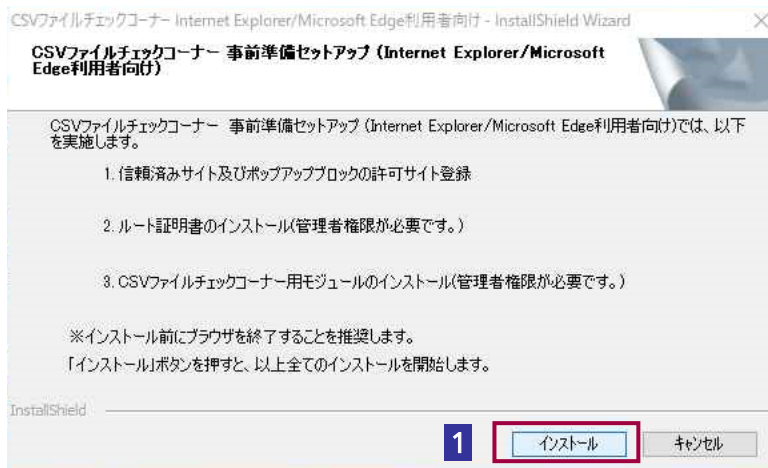 CSVファイルチェックコーナー Internet Explorer/Microsoft Edge利用者向け - InstallShield Wizard
CSVファイルチェックコーナー 事前準備セットアップ (Internet Explorer/Microsoft
Edge利用者向け)
CSVファイルチェックコーナー 事前準備セットアップ (Internet Explorer/Microsoft Edge利用者向け)では、以下
を実施します。
1. 信頼済みサイト及びポップアップブロックの許可サイト登録
2. ルート証明書のインストール(管理者権限が必要です。)
3. CSVファイルチェックコーナー用モジュールのインストール(管理者権限が必要です。)
※インストール前にブラウザを終了することを推奨します。
「インストール」ボタンを押すと、以上全てのインストールを開始します。
InstallShield
1 インストール キャンセル